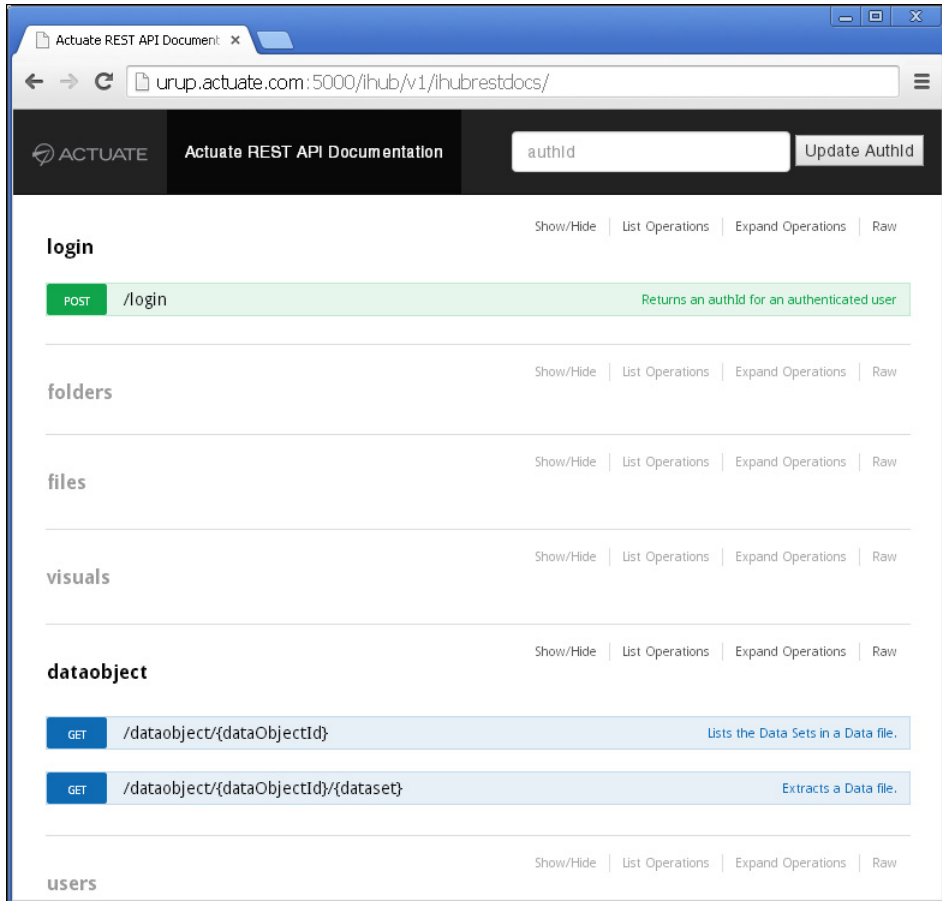 Actuate REST API Document
urup.actuate.com:5000/ihub/v1/ihubrestdocs/
ACTUATE Actuate REST API Documentation authId Update AuthId
login Show/Hide List Operations Expand Operations Raw
POST /login Returns an authId for an authenticated user
folders Show/Hide List Operations Expand Operations Raw
files Show/Hide List Operations Expand Operations Raw
visuals Show/Hide List Operations Expand Operations Raw
dataobject Show/Hide List Operations Expand Operations Raw
GET /dataobject/{dataObjectId} Lists the Data Sets in a Data file.
GET /dataobject/{dataObjectId}/{dataset} Extracts a Data file.
users Show/Hide List Operations Expand Operations Raw